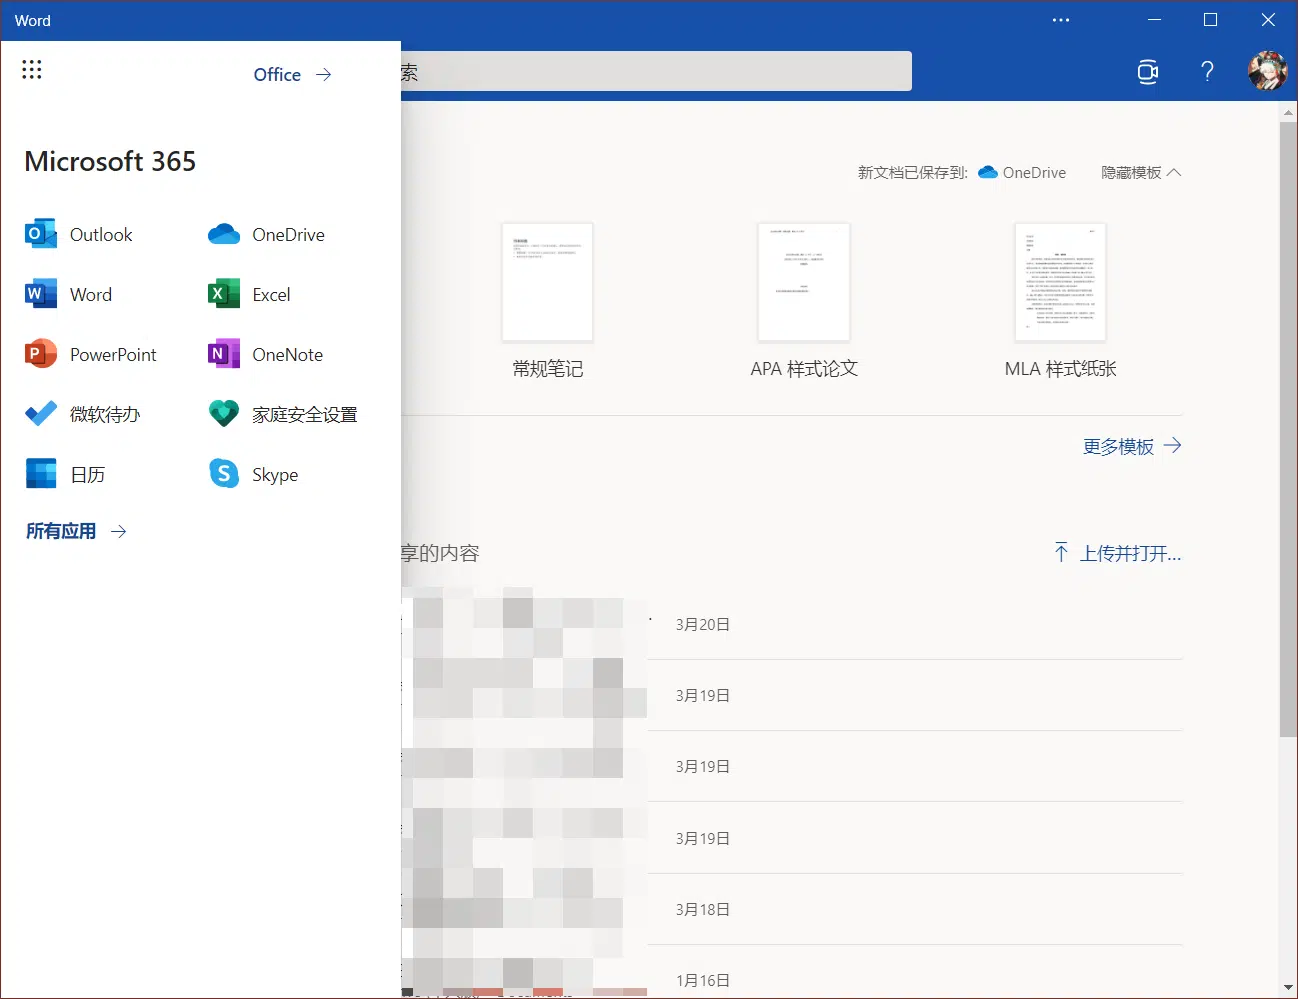 Word
Office
索
Microsoft 365
新文档已保存到: OneDrive 隐藏模板
Outlook OneDrive
Word Excel
PowerPoint OneNote
常规笔记 APA 样式论文 MLA 样式纸张
微软待办 家庭安全设置
更多模板
日历 Skype
所有应用
享的内容 上传并打开...
3月20日
3月19日
3月19日
3月19日
3月18日
1月16日